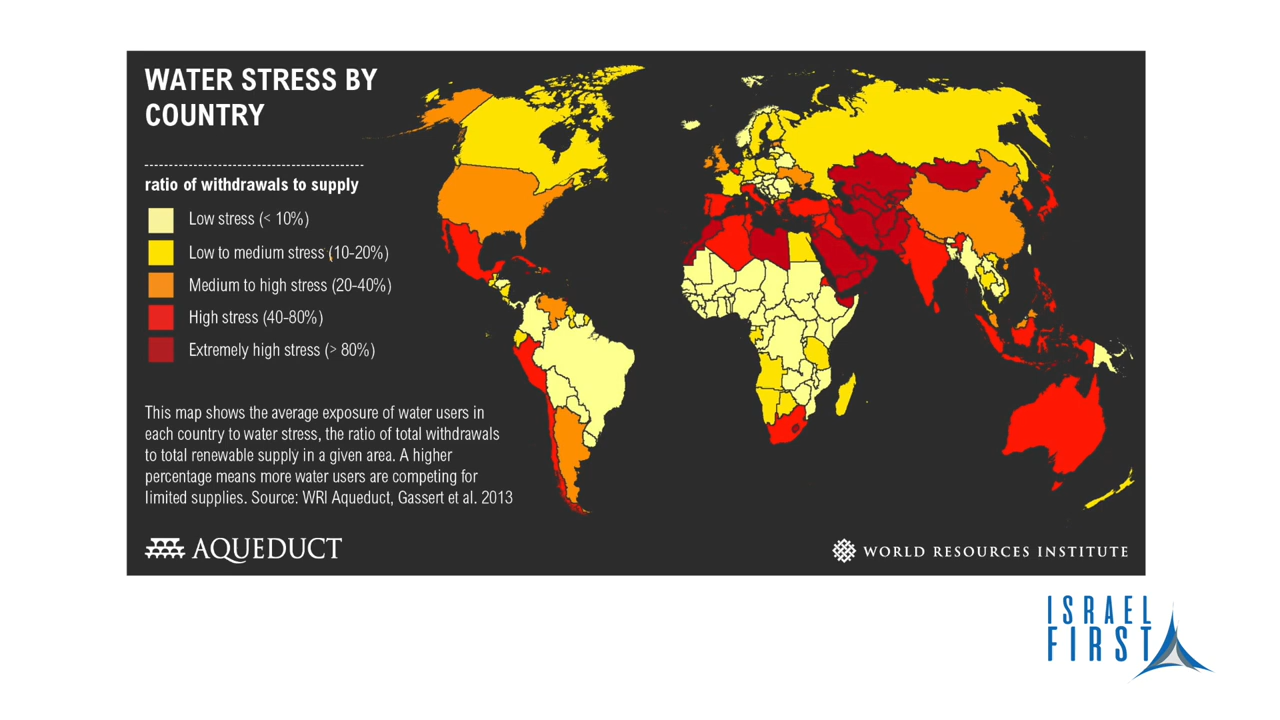 WATER STRESS BY
COUNTRY
ratio of withdrawals to supply
Low stress (< 10%)
Low to medium stress (10-20%)
Medium to high stress (20-40%)
High stress (40-80%)
Extremely high stress (> 80%)
This map shows the average exposure of water users in
each country to water stress, the ratio of total withdrawals
to total renewable supply in a given area. A higher
percentage means more water users are competing for
limited supplies. Source: WRI Aqueduct, Gassert et al. 2013
AQUEDUCT
WORLD RESOURCES INSTITUTE
ISRAEL
FIRST